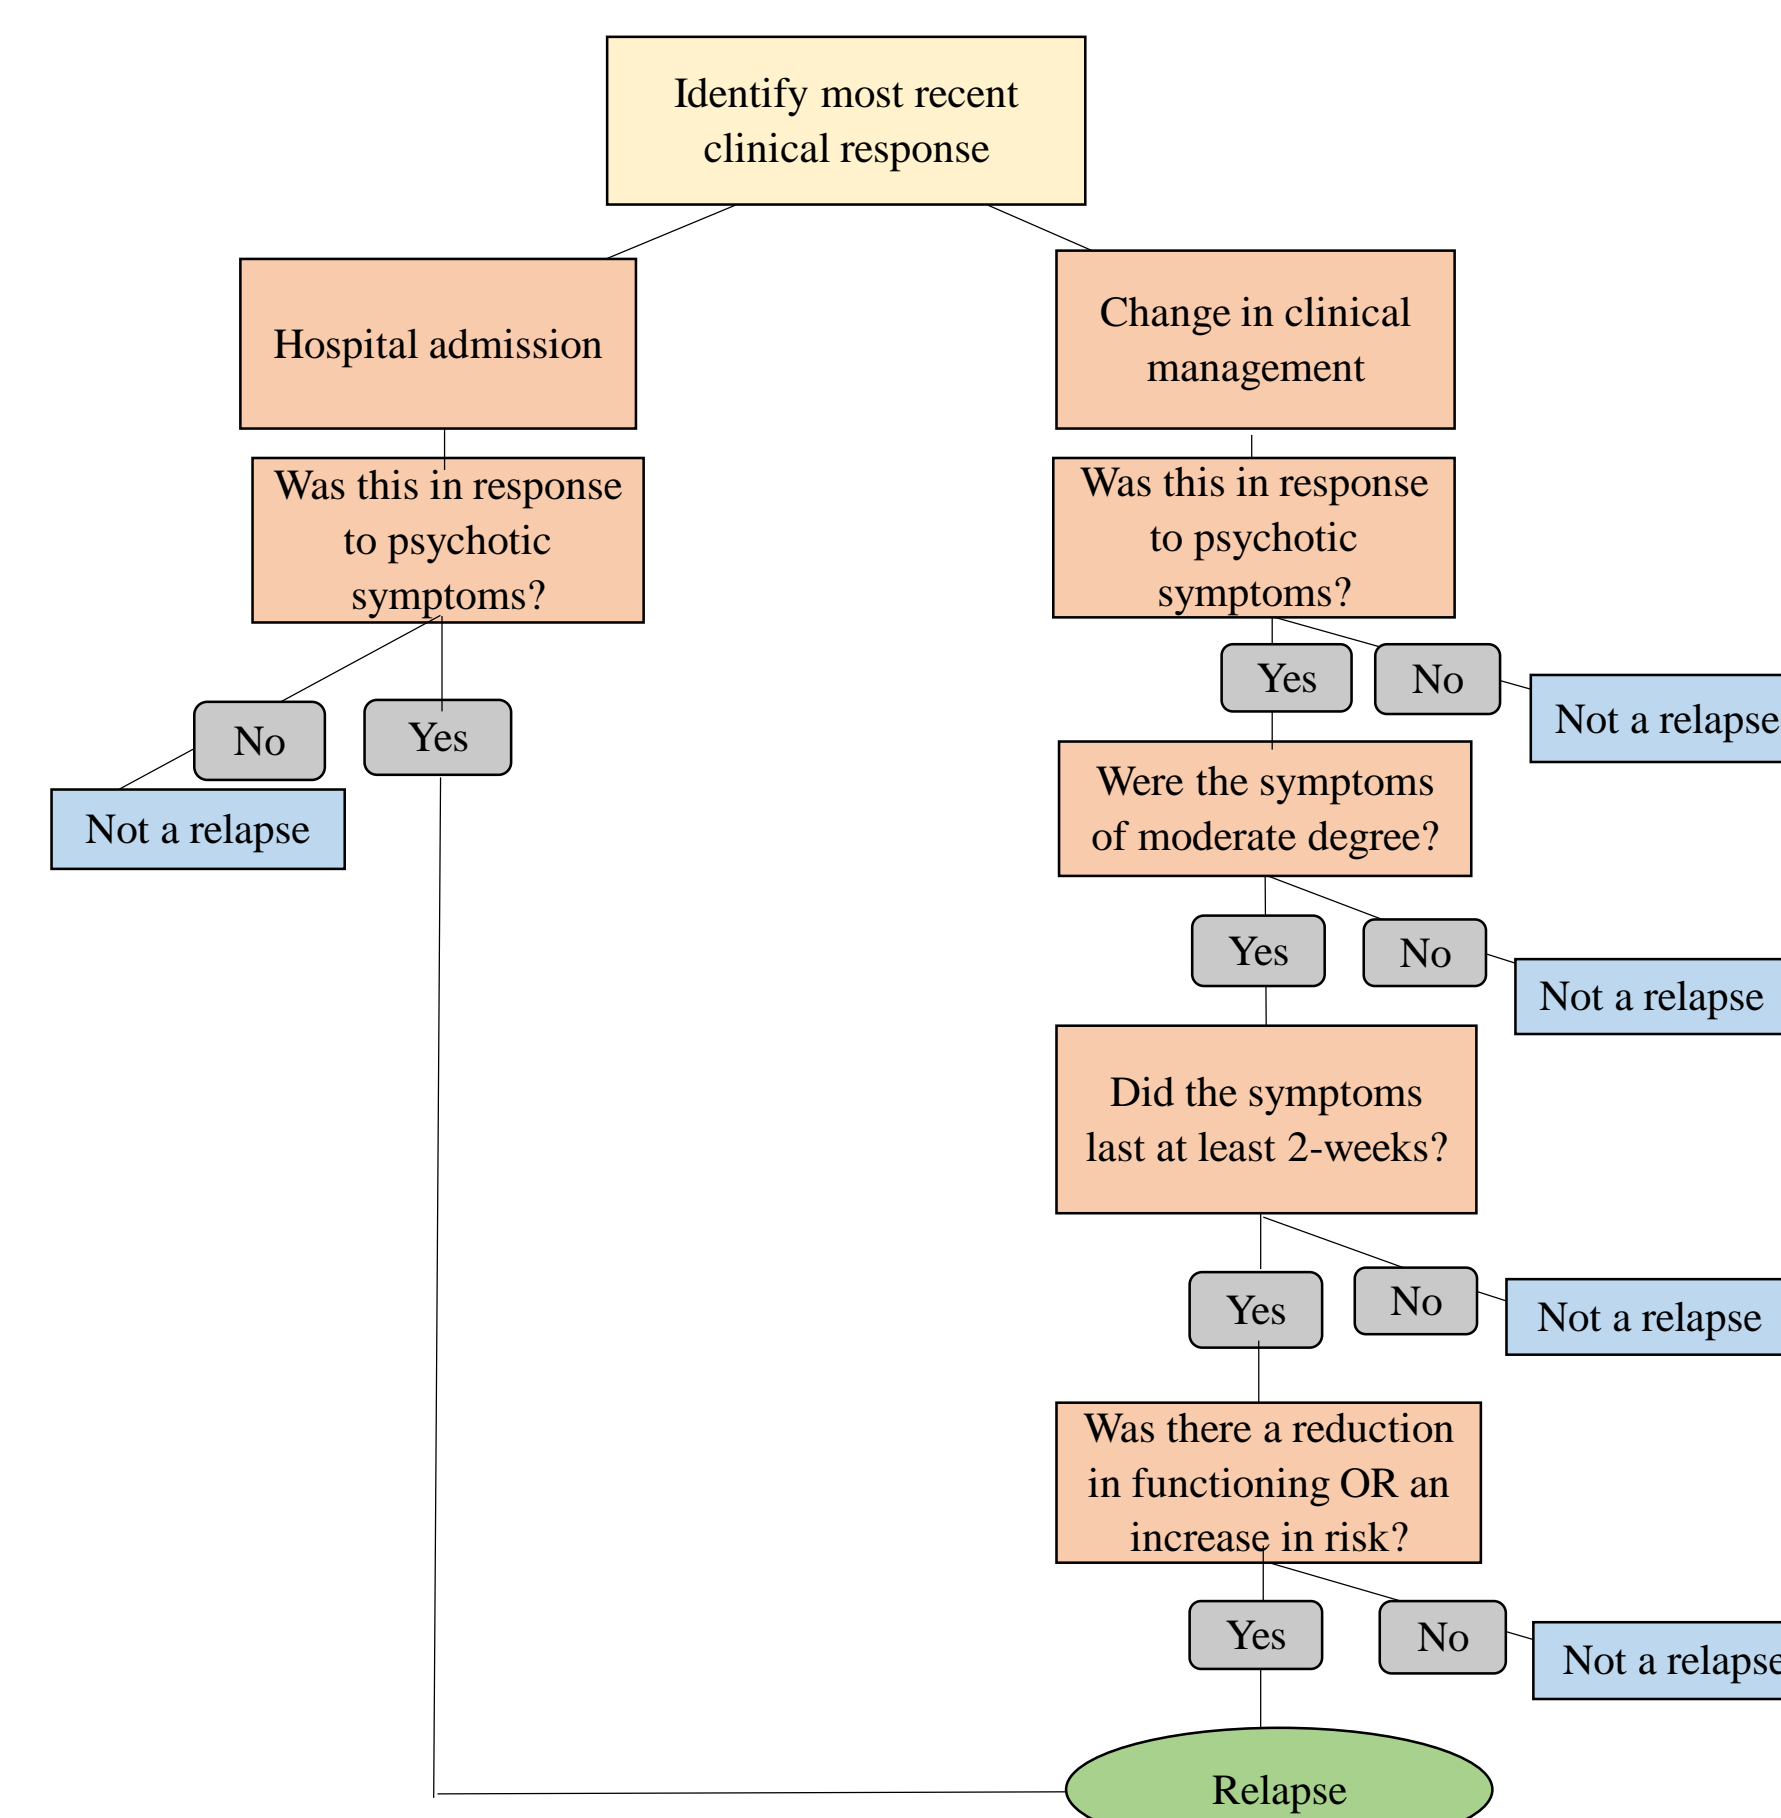 Identify most recent
clinical response
Hospital admission
Change in clinical
management
Was this in response
to psychotic
symptoms?
Was this in response
to psychotic
symptoms?
No
Yes
Not a relapse
Yes
No
Not a relapse
Were the symptoms
of moderate degree?
Yes
No
Not a relapse
Did the symptoms
last at least 2-weeks?
Yes
No
Not a relapse
Was there a reduction
in functioning OR an
increase in risk?
Yes
No
Not a relapse
Relapse